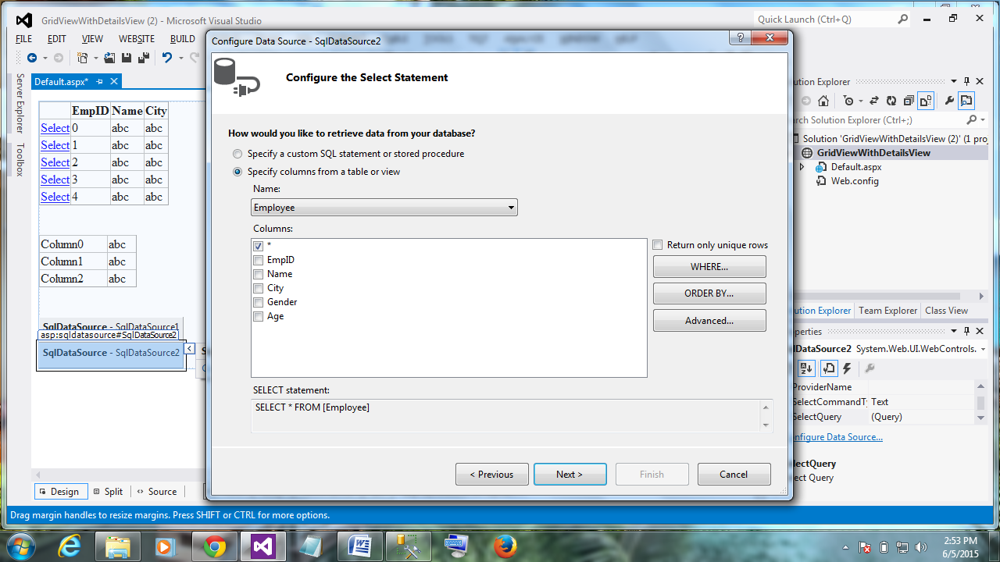 GridViewWithDetailsView (2) - Microsoft Visual Studio
Quick Launch (Ctrl+Q)
FILE EDIT VIEW WEBSITE BUILD
Server Explorer
Toolbox
Default.aspx*
EmpID Name City
Select 0 abc abc
Select 1 abc abc
Select 2 abc abc
Select 3 abc abc
Select 4 abc abc
Column0 abc
Column1 abc
Column2 abc
SqlDataSource - SqlDataSource1
asp:sqldatasource#SqlDataSource2
SqlDataSource - SqlDataSource2
Design Split Source
Configure Data Source - SqlDataSource2
Configure the Select Statement
How would you like to retrieve data from your database?
Specify a custom SQL statement or stored procedure
Specify columns from a table or view
Name:
Employee
Columns:
*
EmpID
Name
City
Gender
Age
Return only unique rows
WHERE...
ORDER BY...
Advanced...
SELECT statement:
SELECT * FROM [Employee]
< Previous Next > Finish Cancel
ution Explorer
rch Solution Explorer (Ctrl+;)
Solution 'GridViewWithDetailsView (2)' (1 proj
GridViewWithDetailsView
Default.aspx
Web.config
ution Explorer Team Explorer Class View
perties
lDataSource2 System.Web.UI.WebControls.
ProviderName
SelectCommandTy Text
SelectQuery (Query)
nfigure Data Source...
lectQuery
ect Query
Drag margin handles to resize margins. Press SHIFT or CTRL for more options.
2:53 PM
6/5/2015